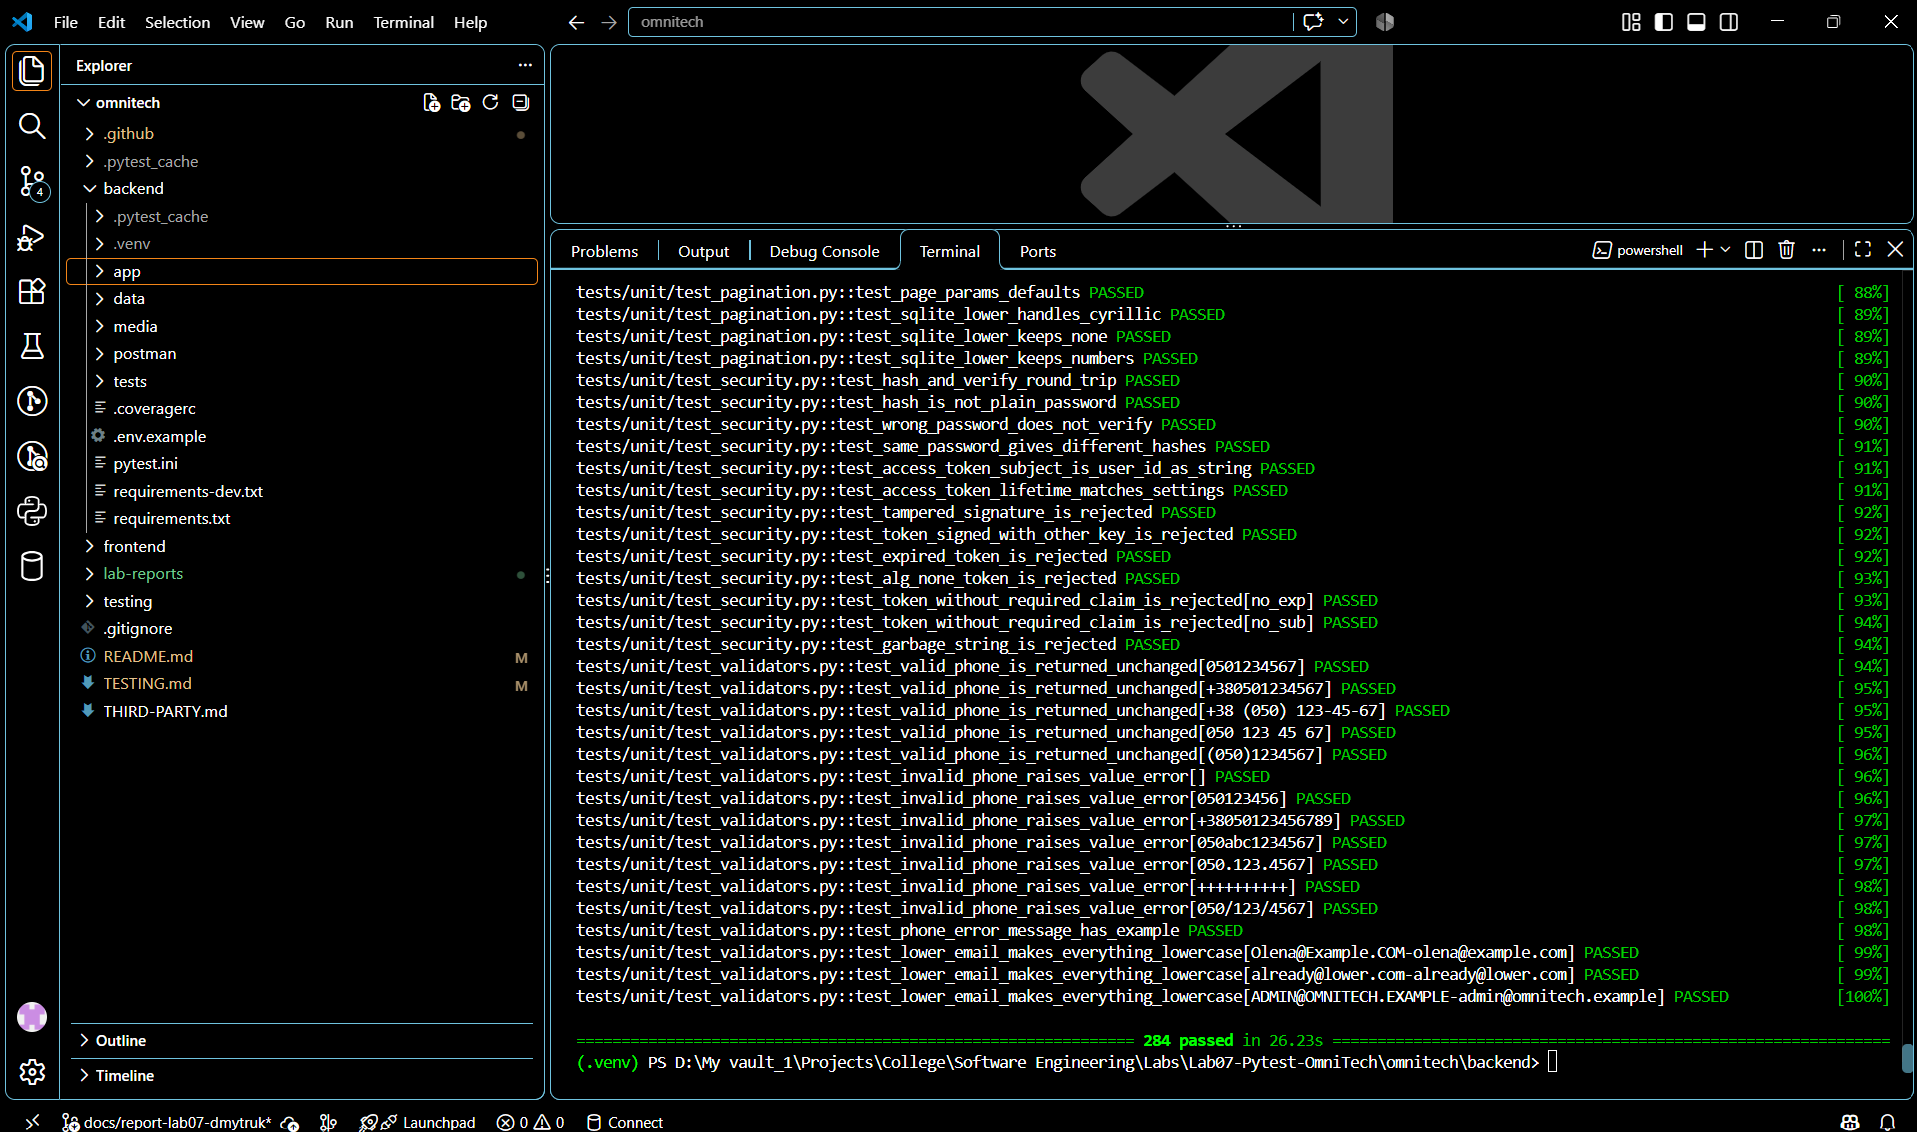 File Edit Selection View Go Run Terminal Help
omnitech
Explorer
omnitech
.github
.pytest_cache
backend
.pytest_cache
.venv
app
data
media
postman
tests
.coveragerc
.env.example
pytest.ini
requirements-dev.txt
requirements.txt
frontend
lab-reports
testing
.gitignore
README.md M
TESTING.md M
THIRD-PARTY.md
Outline
Timeline
4
Problems Output Debug Console Terminal Ports
powershell
tests/unit/test_pagination.py::test_page_params_defaults PASSED [ 88%]
tests/unit/test_pagination.py::test_sqlite_lower_handles_cyrillic PASSED [ 89%]
tests/unit/test_pagination.py::test_sqlite_lower_keeps_none PASSED [ 89%]
tests/unit/test_pagination.py::test_sqlite_lower_keeps_numbers PASSED [ 89%]
tests/unit/test_security.py::test_hash_and_verify_round_trip PASSED [ 90%]
tests/unit/test_security.py::test_hash_is_not_plain_password PASSED [ 90%]
tests/unit/test_security.py::test_wrong_password_does_not_verify PASSED [ 90%]
tests/unit/test_security.py::test_same_password_gives_different_hashes PASSED [ 91%]
tests/unit/test_security.py::test_access_token_subject_is_user_id_as_string PASSED [ 91%]
tests/unit/test_security.py::test_access_token_lifetime_matches_settings PASSED [ 91%]
tests/unit/test_security.py::test_tampered_signature_is_rejected PASSED [ 92%]
tests/unit/test_security.py::test_token_signed_with_other_key_is_rejected PASSED [ 92%]
tests/unit/test_security.py::test_expired_token_is_rejected PASSED [ 92%]
tests/unit/test_security.py::test_alg_none_token_is_rejected PASSED [ 93%]
tests/unit/test_security.py::test_token_without_required_claim_is_rejected[no_exp] PASSED [ 93%]
tests/unit/test_security.py::test_token_without_required_claim_is_rejected[no_sub] PASSED [ 94%]
tests/unit/test_security.py::test_garbage_string_is_rejected PASSED [ 94%]
tests/unit/test_validators.py::test_valid_phone_is_returned_unchanged[0501234567] PASSED [ 94%]
tests/unit/test_validators.py::test_valid_phone_is_returned_unchanged[+380501234567] PASSED [ 95%]
tests/unit/test_validators.py::test_valid_phone_is_returned_unchanged[+38 (050) 123-45-67] PASSED [ 95%]
tests/unit/test_validators.py::test_valid_phone_is_returned_unchanged[050 123 45 67] PASSED [ 95%]
tests/unit/test_validators.py::test_valid_phone_is_returned_unchanged[(050)1234567] PASSED [ 96%]
tests/unit/test_validators.py::test_invalid_phone_raises_value_error[] PASSED [ 96%]
tests/unit/test_validators.py::test_invalid_phone_raises_value_error[050123456] PASSED [ 96%]
tests/unit/test_validators.py::test_invalid_phone_raises_value_error[+38050123456789] PASSED [ 97%]
tests/unit/test_validators.py::test_invalid_phone_raises_value_error[050abc1234567] PASSED [ 97%]
tests/unit/test_validators.py::test_invalid_phone_raises_value_error[050.123.4567] PASSED [ 97%]
tests/unit/test_validators.py::test_invalid_phone_raises_value_error[++++++++++] PASSED [ 98%]
tests/unit/test_validators.py::test_invalid_phone_raises_value_error[050/123/4567] PASSED [ 98%]
tests/unit/test_validators.py::test_phone_error_message_has_example PASSED [ 98%]
tests/unit/test_validators.py::test_lower_email_makes_everything_lowercase[Olena@Example.COM-olena@example.com] PASSED [ 99%]
tests/unit/test_validators.py::test_lower_email_makes_everything_lowercase[already@lower.com-already@lower.com] PASSED [ 99%]
tests/unit/test_validators.py::test_lower_email_makes_everything_lowercase[ADMIN@OMNITECH.EXAMPLE-admin@omnitech.example] PASSED [100%]
============================================================== 284 passed in 26.23s ==============================================================
(.venv) PS D:\My vault_1\Projects\College\Software Engineering\Labs\Lab07-Pytest-OmniTech\omnitech\backend>
docs/report-lab07-dmytruk* Launchpad 0 0 Connect